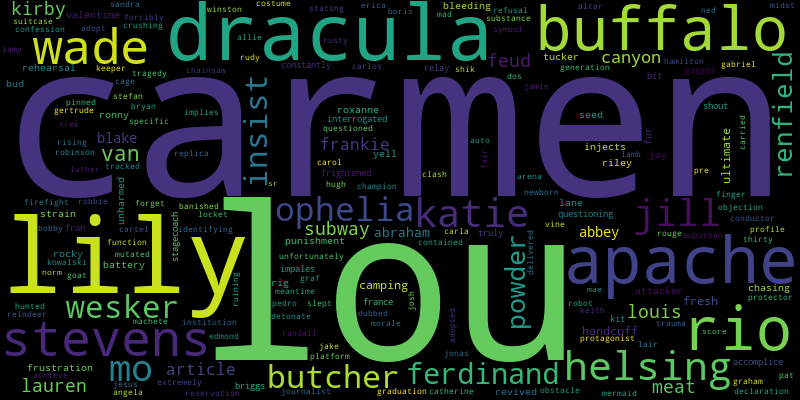 kirby valentine sandra costume stating erica boris bleeding refusal altar ned midst
suitcase adopt forcibly winston mad substance
confession crushing dracula buffalo
lamp wade allie rusty symbol tucker canyon hamilton gabriel
rehearsal keeper chainsaw rudy constantly carlos relay shik feud generation bit gagged
bud tragedy cage dos jamie
carmen
pinned stefan insist roxanne seed shout renfield
gertrude bryan implies interrogated carried
trek ronny specific questioned auto fur
rising blake frankie injects ultimate
robinson van replica yell fair lamb jay
luther tracked carol clash riley pre
frightened arena
robbie unharmed sr hugh champion newborn finger
firefight forget banished lane objection
strain locket ophelia katie questioning jill conductor
lily bobby fran cartel identifying subway abraham carla truly vine abbey rouge suburban profile
function stagecoach punishment contained thirty
rocky mutated unfortunately powder delivered apache
kowalski battery impales
norm goat ruining rig graf camping mae attacker chasing
hunted meantime france josh robot fresh protector
reindeer wesker lou pedro slept louis
machete detonate dubbed keith kit trauma rio
stevens institution morale adopted handcuff score
edmond randall protagonist
jake lair
frustration mo article platform jonas helsing accomplice
achieve butcher ferdinand meat graham pat
lauren jesus extremely briggs graduation catherine revived obstacle
angela reservation journalist mermaid declaration